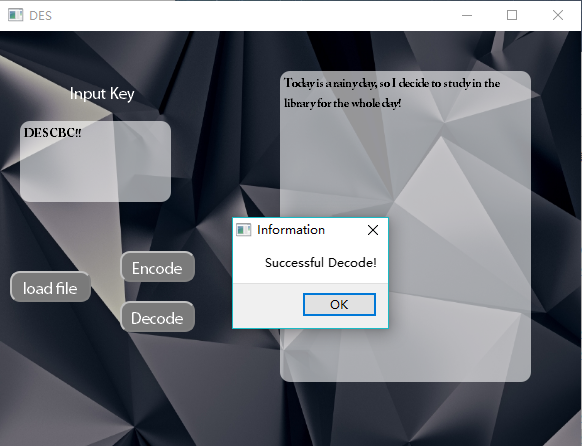 DES
Input Key
DESCBC!!
Today is a rainy day, so I decide to study in the
library for the whole day!
Information
Successful Decode!
OK
Encode
load file
Decode